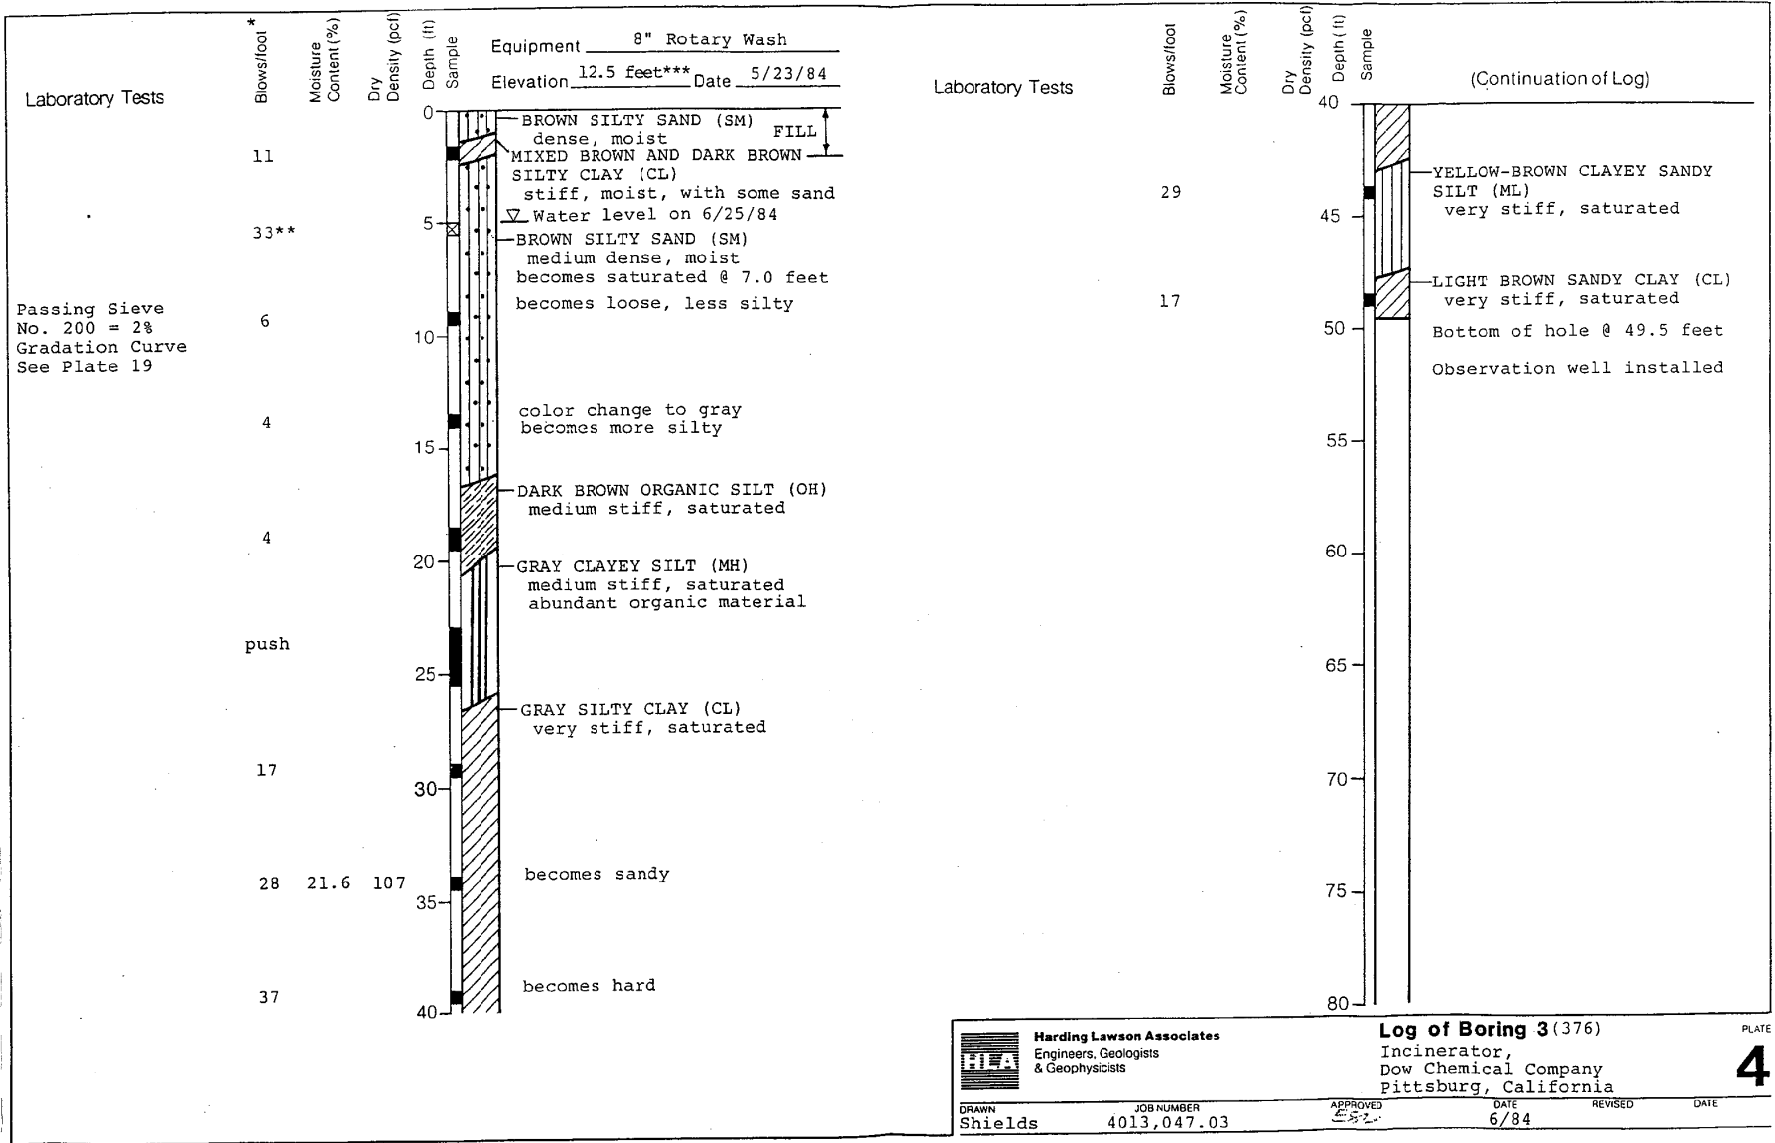 Laboratory Tests
*
Blows/foot
Moisture
Content (%)
Dry
Density (pcf)
Depth (ft)
Sample
Equipment 8" Rotary Wash
Elevation 12.5 feet*** Date 5/23/84
0
BROWN SILTY SAND (SM)
dense, moist
FILL
11
MIXED BROWN AND DARK BROWN
SILTY CLAY (CL)
stiff, moist, with some sand
Water level on 6/25/84
5
33**
BROWN SILTY SAND (SM)
medium dense, moist
becomes saturated @ 7.0 feet
becomes loose, less silty
Passing Sieve
No. 200 = 2%
Gradation Curve
See Plate 19
6
10
4
color change to gray
becomes more silty
15
DARK BROWN ORGANIC SILT (OH)
medium stiff, saturated
4
20
GRAY CLAYEY SILT (MH)
medium stiff, saturated
abundant organic material
push
25
GRAY SILTY CLAY (CL)
very stiff, saturated
17
30
28 21.6 107
becomes sandy
35
37
becomes hard
40
Laboratory Tests
Blows/foot
Moisture
Content (%)
Dry
Density (pcf)
Depth (ft)
Sample
(Continuation of Log)
40
YELLOW-BROWN CLAYEY SANDY
SILT (ML)
very stiff, saturated
29
45
LIGHT BROWN SANDY CLAY (CL)
very stiff, saturated
17
50
Bottom of hole @ 49.5 feet
Observation well installed
55
60
65
70
75
80
HLA
Harding Lawson Associates
Engineers, Geologists
& Geophysicists
Log of Boring 3 (376)
Incinerator,
Dow Chemical Company
Pittsburg, California
PLATE
4
DRAWN
Shields
JOB NUMBER
4013,047.03
APPROVED
DATE
6/84
REVISED
DATE